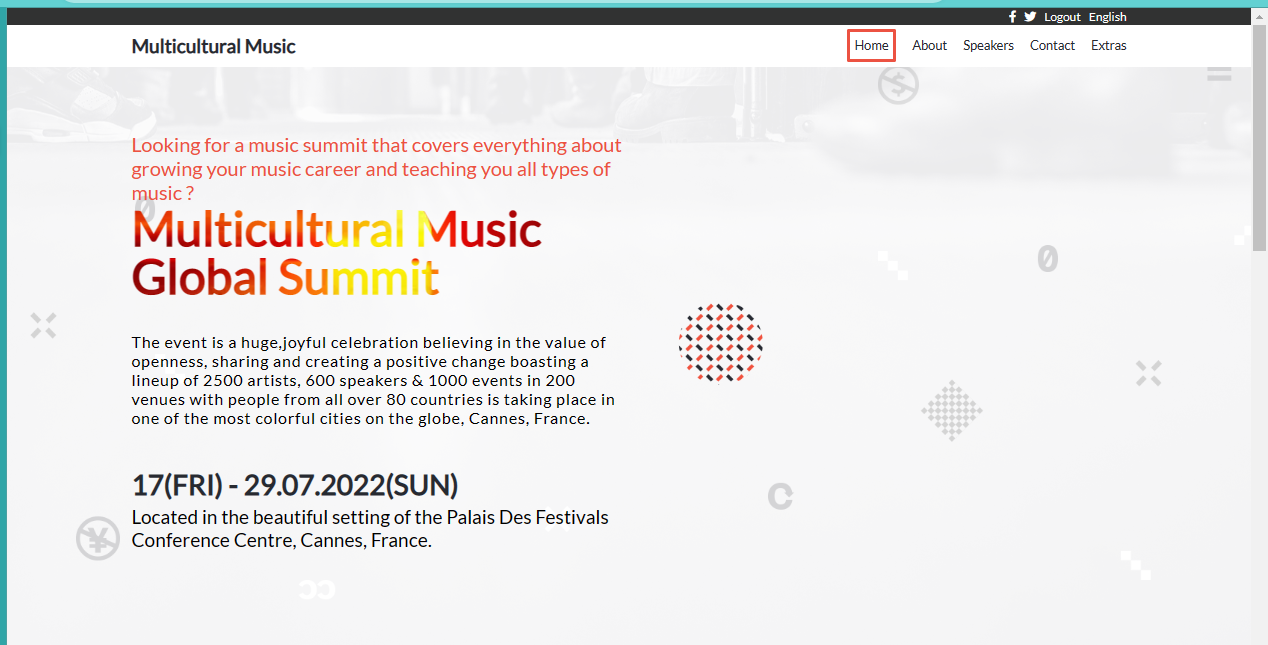 Logout English
Multicultural Music
Home About Speakers Contact Extras
Looking for a music summit that covers everything about
growing your music career and teaching you all types of
music ?
Multicultural Music
Global Summit
The event is a huge,joyful celebration believing in the value of
openness, sharing and creating a positive change boasting a
lineup of 2500 artists, 600 speakers & 1000 events in 200
venues with people from all over 80 countries is taking place in
one of the most colorful cities on the globe, Cannes, France.
17(FRI) - 29.07.2022(SUN)
Located in the beautiful setting of the Palais Des Festivals
Conference Centre, Cannes, France.